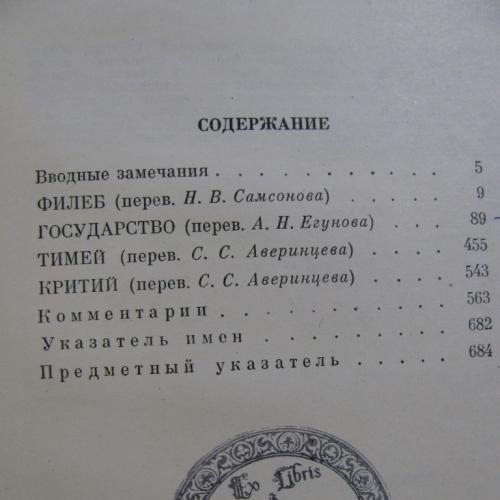 СОДЕРЖАНИЕ
Вводные замечания . . . . . . . . . . 5
ФИЛЕБ (перев. Н. В. Самсонова) . . . . 9
ГОСУДАРСТВО (перев. А. Н. Егунова) . . 89
ТИМЕЙ (перев. С. С. Аверинцева) . . . 455
КРИТИЙ (перев. С. С. Аверинцева) . . . 543
Комментарии . . . . . . . . . . 563
Указатель имен . . . . . . . . 682
Предметный указатель . . . . . 684
Ex Libris